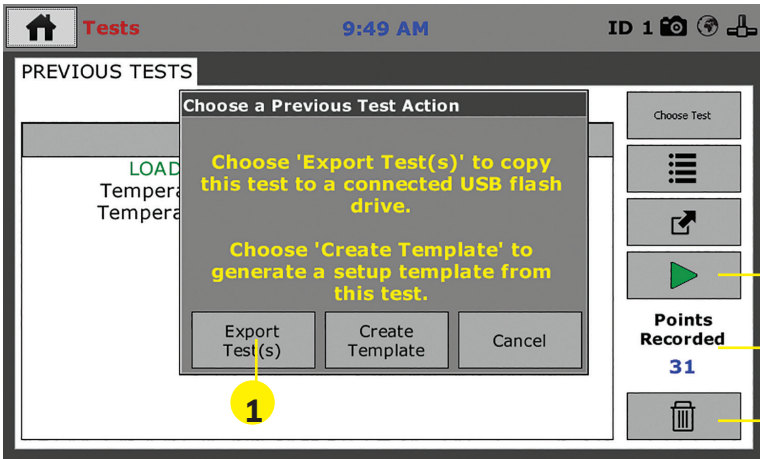 Tests
9:49 AM
ID 1
PREVIOUS TESTS
Choose a Previous Test Action
Choose Test
LOAD
Choose 'Export Test(s)' to copy
this test to a connected USB flash
drive.
Choose 'Create Template' to
generate a setup template from
this test.
Export
Test(s)
Create
Template
Cancel
Points
Recorded
31
1